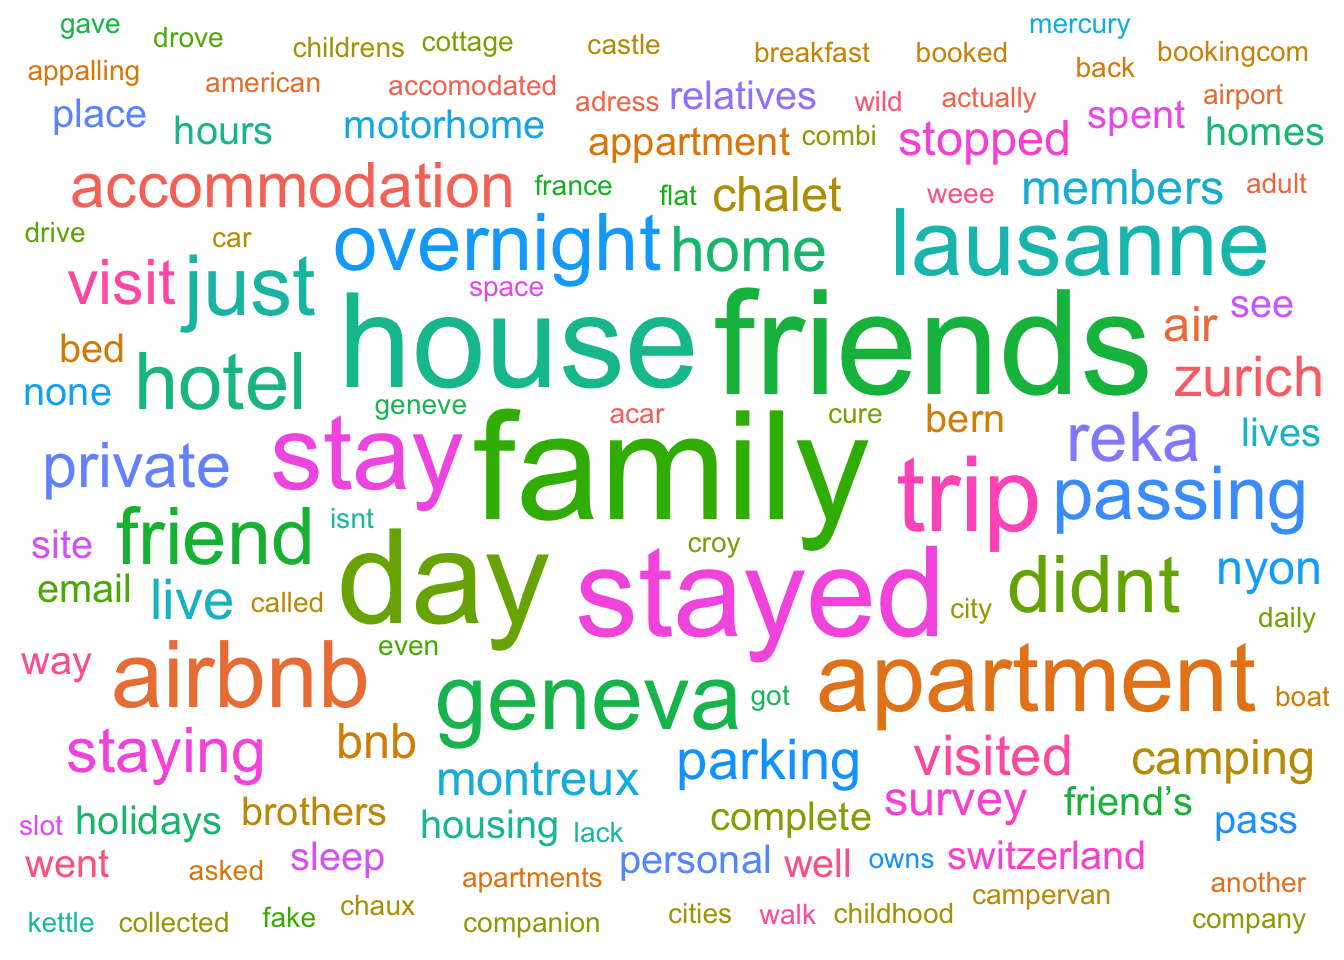 gave drove childrens cottage castle breakfast booked mercury bookingcom
appalling american accomodated adress relatives wild actually back airport
place hours motorhome appartment combi stopped spent homes
accommodation france flat chalet weee members adult
drive car overnight home lausanne
visit just space house friends air see
bed none hotel geneve acar cure bern zurich
private stay family trip reka lives
site friend isnt croy passing
email live called day stayed city didnt nyon daily
way airbnb even geneva got apartment boat
staying bnb montreux parking visited camping
slot holidays brothers housing lack complete survey friend’s pass
went asked sleep apartments personal well owns switzerland another
kettle collected fake chaux companion cities walk childhood campervan company